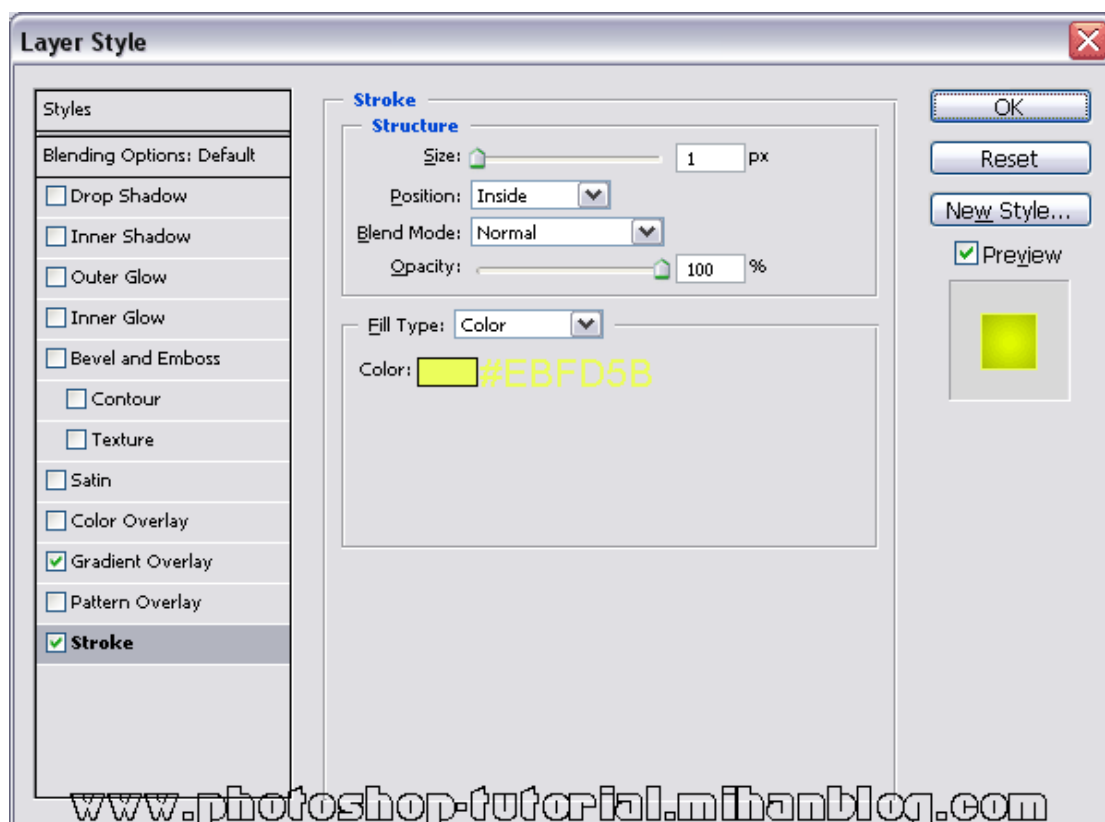 Layer Style
Styles
Blending Options: Default
Drop Shadow
Inner Shadow
Outer Glow
Inner Glow
Bevel and Emboss
Contour
Texture
Satin
Color Overlay
Gradient Overlay
Pattern Overlay
Stroke
Stroke
Structure
Size: 1 px
Position: Inside
Blend Mode: Normal
Opacity: 100 %
Fill Type: Color
Color: #EBFD5B
OK
Reset
New Style...
Preview
www.photoshop-tutorial.mihanblog.com